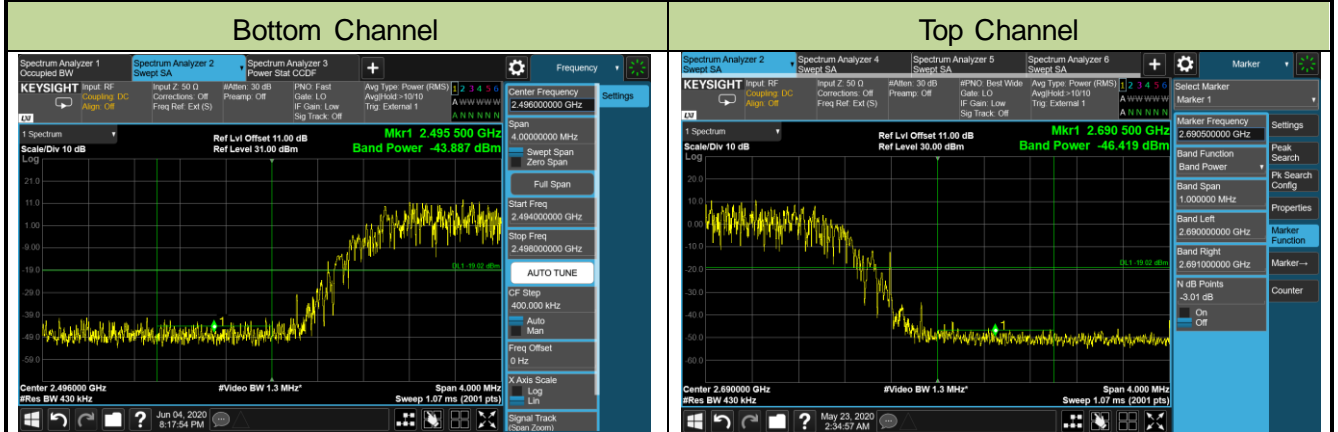 Bottom Channel
Top Channel
Spectrum Analyzer 1
Occupied BW
Spectrum Analyzer 2
Swept SA
Spectrum Analyzer 3
Power Stat CCDF
+
Frequency
KEYSIGHT
Input: RF
Coupling: DC
Align: Off
Input Z: 50 Ω
Corrections: Off
Freq Ref: Ext (S)
#Atten: 30 dB
Preamp: Off
PNO: Fast
Gate: LO
IF Gain: Low
Sig Track: Off
Avg Type: Power (RMS)
Avg|Hold:>10/10
Trig: External 1
1 2 3 4 5 6
A W W W W W
A N N N N N
LXI
1 Spectrum
Scale/Div 10 dB
Log
Ref Lvl Offset 11.00 dB
Ref Level 31.00 dBm
Mkr1 2.495 500 GHz
Band Power -43.887 dBm
21.0
11.0
1.00
-9.00
-19.0
-29.0
-39.0
-49.0
-59.0
DL1 -19.02 dBm
1
Center 2.496000 GHz
#Res BW 430 kHz
#Video BW 1.3 MHz*
Span 4.000 MHz
Sweep 1.07 ms (2001 pts)
Jun 04, 2020
8:17:54 PM
?
Center Frequency
2.496000000 GHz
Settings
Span
4.00000000 MHz
Swept Span
Zero Span
Full Span
Start Freq
2.494000000 GHz
Stop Freq
2.498000000 GHz
AUTO TUNE
CF Step
400.000 kHz
Auto
Man
Freq Offset
0 Hz
X Axis Scale
Log
Lin
Signal Track
(Span Zoom)
Spectrum Analyzer 2
Swept SA
Spectrum Analyzer 4
Swept SA
Spectrum Analyzer 5
Swept SA
Spectrum Analyzer 6
Swept SA
+
Marker
KEYSIGHT
Input: RF
Coupling: DC
Align: Off
Input Z: 50 Ω
Corrections: Off
Freq Ref: Ext (S)
#Atten: 30 dB
Preamp: Off
#PNO: Best Wide
Gate: LO
IF Gain: Low
Sig Track: Off
Avg Type: Power (RMS)
Avg|Hold:>10/10
Trig: External 1
1 2 3 4 5 6
A W W W W W
A N N N N N
LXI
1 Spectrum
Scale/Div 10 dB
Log
Ref Lvl Offset 11.00 dB
Ref Level 30.00 dBm
Mkr1 2.690 500 GHz
Band Power -46.419 dBm
20.0
10.0
0.00
-10.0
-20.0
-30.0
-40.0
-50.0
-60.0
DL1 -19.02 dBm
1
Center 2.690000 GHz
#Res BW 430 kHz
#Video BW 1.3 MHz*
Span 4.000 MHz
Sweep 1.07 ms (2001 pts)
May 23, 2020
2:34:57 AM
?
Select Marker
Marker 1
Marker Frequency
2.690500000 GHz
Band Function
Band Power
Band Span
1.000000 MHz
Band Left
2.690000000 GHz
Band Right
2.691000000 GHz
N dB Points
-3.01 dB
On
Off
Settings
Peak
Search
Pk Search
Config
Properties
Marker
Function
Marker→
Counter